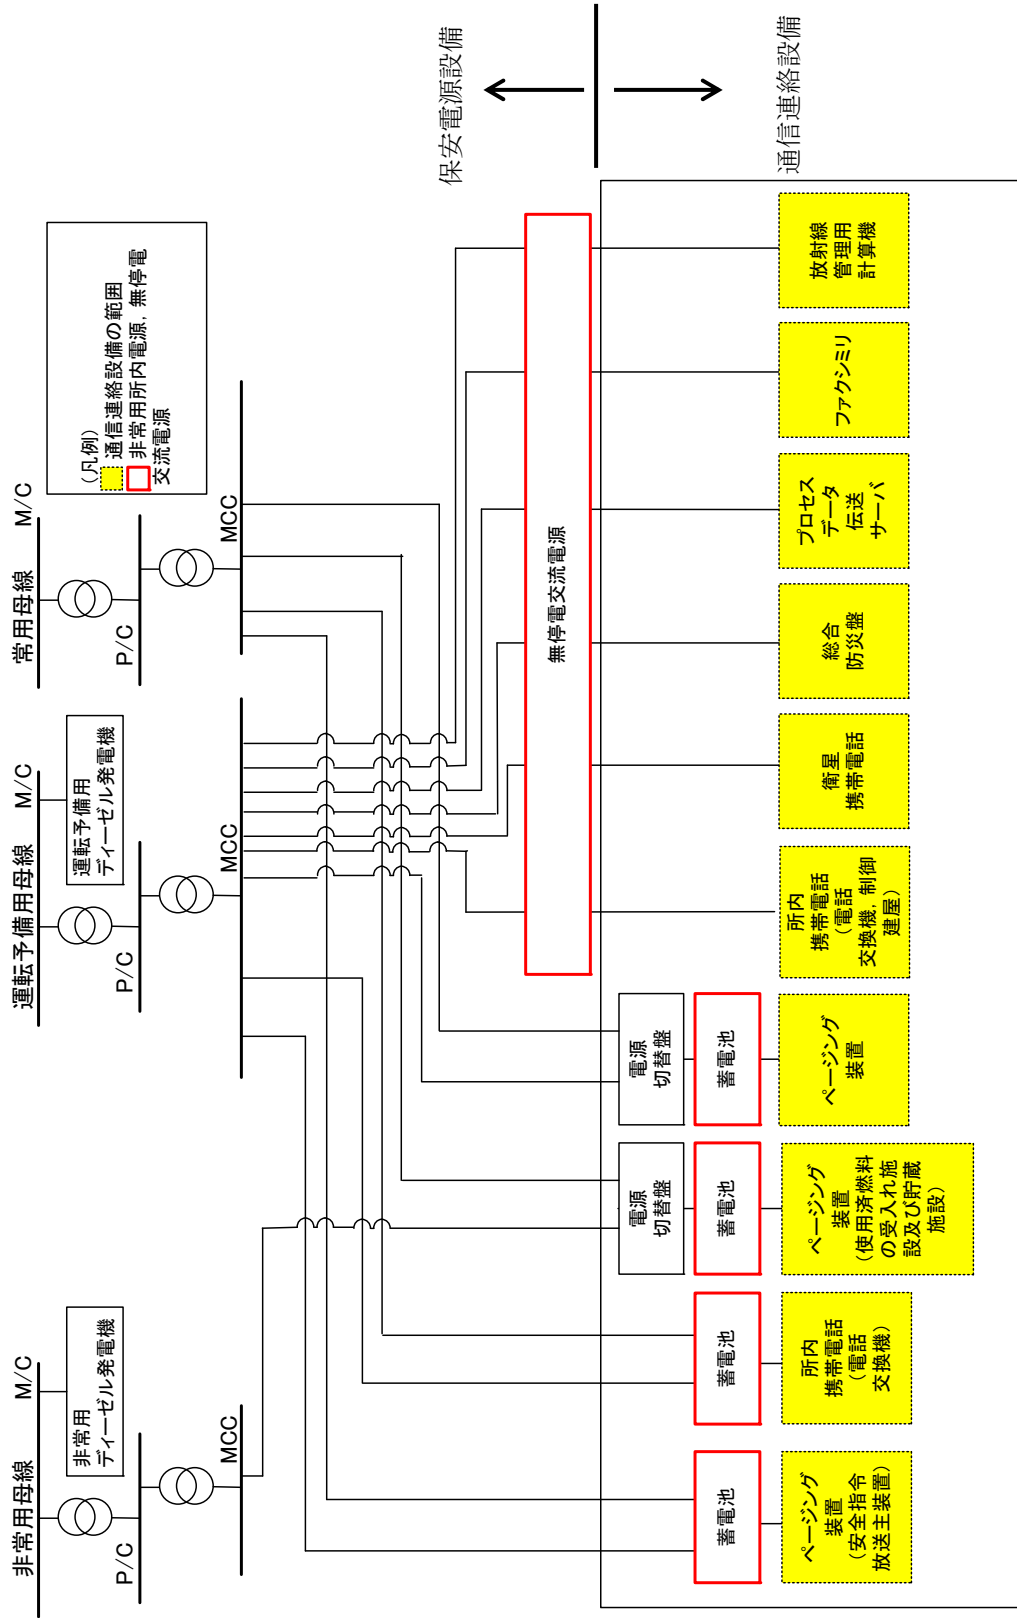 非常用母線
M/C
非常用
ディーゼル発電機
P/C
MCC
運転予備用母線
M/C
運転予備用
ディーゼル発電機
P/C
MCC
常用母線
M/C
P/C
MCC
(凡例)
通信連絡設備の範囲
非常用所内電源, 無停電
交流電源
保安電源設備
通信連絡設備
無停電交流電源
電源
切替盤
電源
切替盤
蓄電池
蓄電池
蓄電池
蓄電池
ページング
装置
(安全指令
放送主装置)
所内
携帯電話
(電話
交換機)
ページング
装置
(使用済燃料
の受入れ施
設及び貯蔵
施設)
ページング
装置
所内
携帯電話
(電話
交換機, 制御
建屋)
衛星
携帯電話
総合
防災盤
プロセス
データ
伝送
サーバ
ファクシミリ
放射線
管理用
計算機